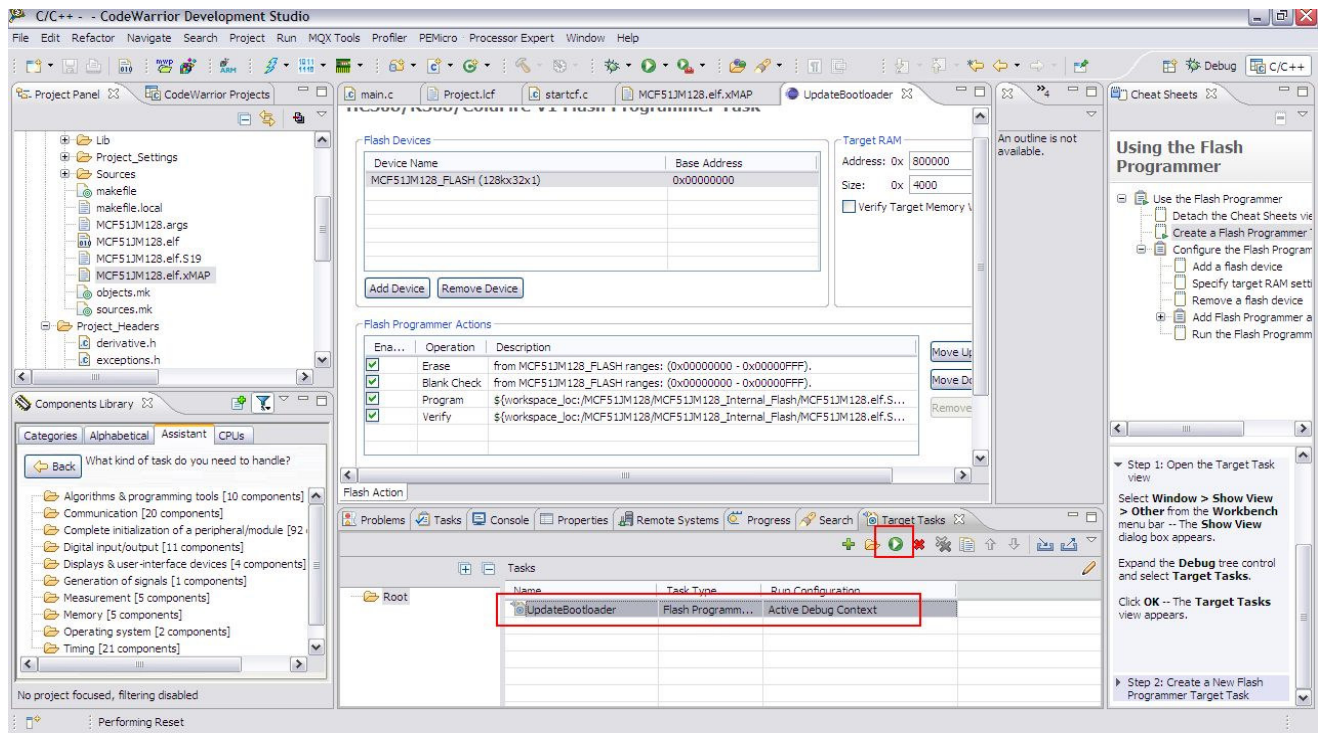 C/C++ - - CodeWarrior Development Studio
File Edit Refactor Navigate Search Project Run MQX Tools Profiler PEMicro Processor Expert Window Help
Debug C/C++
Project Panel CodeWarrior Projects
Lib
Project_Settings
Sources
makefile
makefile.local
MCF51JM128.args
MCF51JM128.elf
MCF51JM128.elf.S19
MCF51JM128.elf.xMAP
objects.mk
sources.mk
Project_Headers
derivative.h
exceptions.h
Components Library
Categories Alphabetical Assistant CPUs
Back What kind of task do you need to handle?
Algorithms & programming tools [10 components]
Communication [20 components]
Complete initialization of a peripheral/module [92
Digital input/output [11 components]
Displays & user-interface devices [4 components]
Generation of signals [1 components]
Measurement [5 components]
Memory [5 components]
Operating system [2 components]
Timing [21 components]
No project focused, filtering disabled
Performing Reset
main.c Project.lcf startcf.c MCF51JM128.elf.xMAP UpdateBootloader
Flash Devices
Device Name Base Address
MCF51JM128_FLASH (128kx32x1) 0x00000000
Add Device Remove Device
Target RAM
Address: 0x 800000
Size: 0x 4000
Verify Target Memory
Flash Programmer Actions
Ena... Operation Description
Erase from MCF51JM128_FLASH ranges: (0x00000000 - 0x00000FFF).
Blank Check from MCF51JM128_FLASH ranges: (0x00000000 - 0x00000FFF).
Program ${workspace_loc:/MCF51JM128/MCF51JM128_Internal_Flash/MCF51JM128.elf.S...
Verify ${workspace_loc:/MCF51JM128/MCF51JM128_Internal_Flash/MCF51JM128.elf.S...
Move Up
Move Do
Remove
Flash Action
4
An outline is not
available.
Problems Tasks Console Properties Remote Systems Progress Search Target Tasks
Root
Tasks
Name Task Type Run Configuration
UpdateBootloader Flash Programm... Active Debug Context
Cheat Sheets
Using the Flash
Programmer
Use the Flash Programmer
Detach the Cheat Sheets vie
Create a Flash Programmer
Configure the Flash Program
Add a flash device
Specify target RAM setti
Remove a flash device
Add Flash Programmer a
Run the Flash Programm
Step 1: Open the Target Task
view
Select Window > Show View
> Other from the Workbench
menu bar -- The Show View
dialog box appears.
Expand the Debug tree control
and select Target Tasks.
Click OK -- The Target Tasks
view appears.
Step 2: Create a New Flash
Programmer Target Task